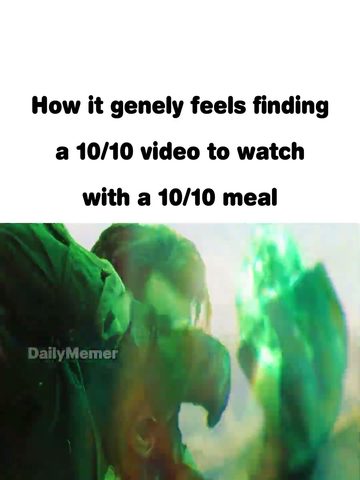 How it genely feels finding
a 10/10 video to watch
with a 10/10 meal
DailyMemer